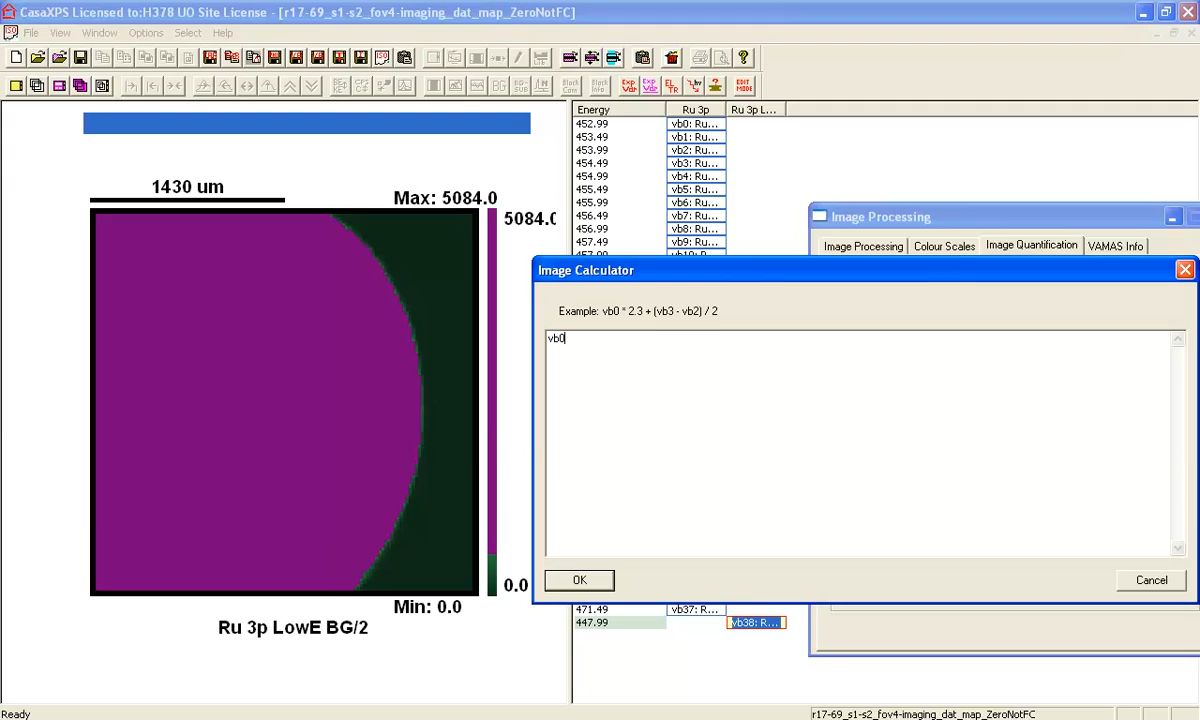 CasaXPS Licensed to:H378 UO Site License - [r17-69_s1-s2_fov4-imaging_dat_map_ZeroNotFC]
File View Window Options Select Help
Energy Ru 3p Ru 3p L...
452.99 vb0: Ru...
453.49 vb1: Ru...
453.99 vb2: Ru...
454.49 vb3: Ru...
454.99 vb4: Ru...
455.49 vb5: Ru...
455.99 vb6: Ru...
456.49 vb7: Ru...
456.99 vb8: Ru...
457.49 vb9: Ru...
1430 um
Max: 5084.0
5084.0
0.0
Min: 0.0
Ru 3p LowE BG/2
Image Processing
Image Processing Colour Scales Image Quantification VAMAS Info
Image Calculator
Example: vb0 * 2.3 + (vb3 - vb2) / 2
vb0
OK Cancel
471.49 vb37: R...
447.99 vb38: R...
Ready r17-69_s1-s2_fov4-imaging_dat_map_ZeroNotFC